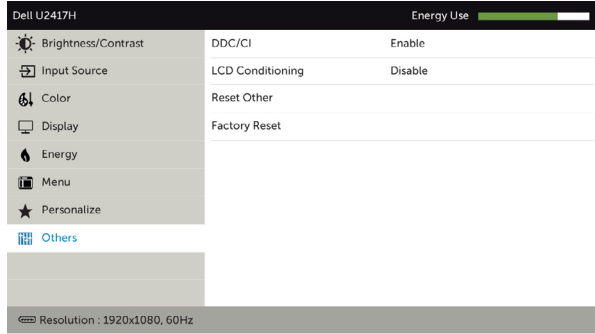 Dell U2417H Energy Use
Brightness/Contrast DDC/CI Enable
Input Source LCD Conditioning Disable
Color Reset Other
Display Factory Reset
Energy
Menu
Personalize
Others
Resolution : 1920x1080, 60Hz